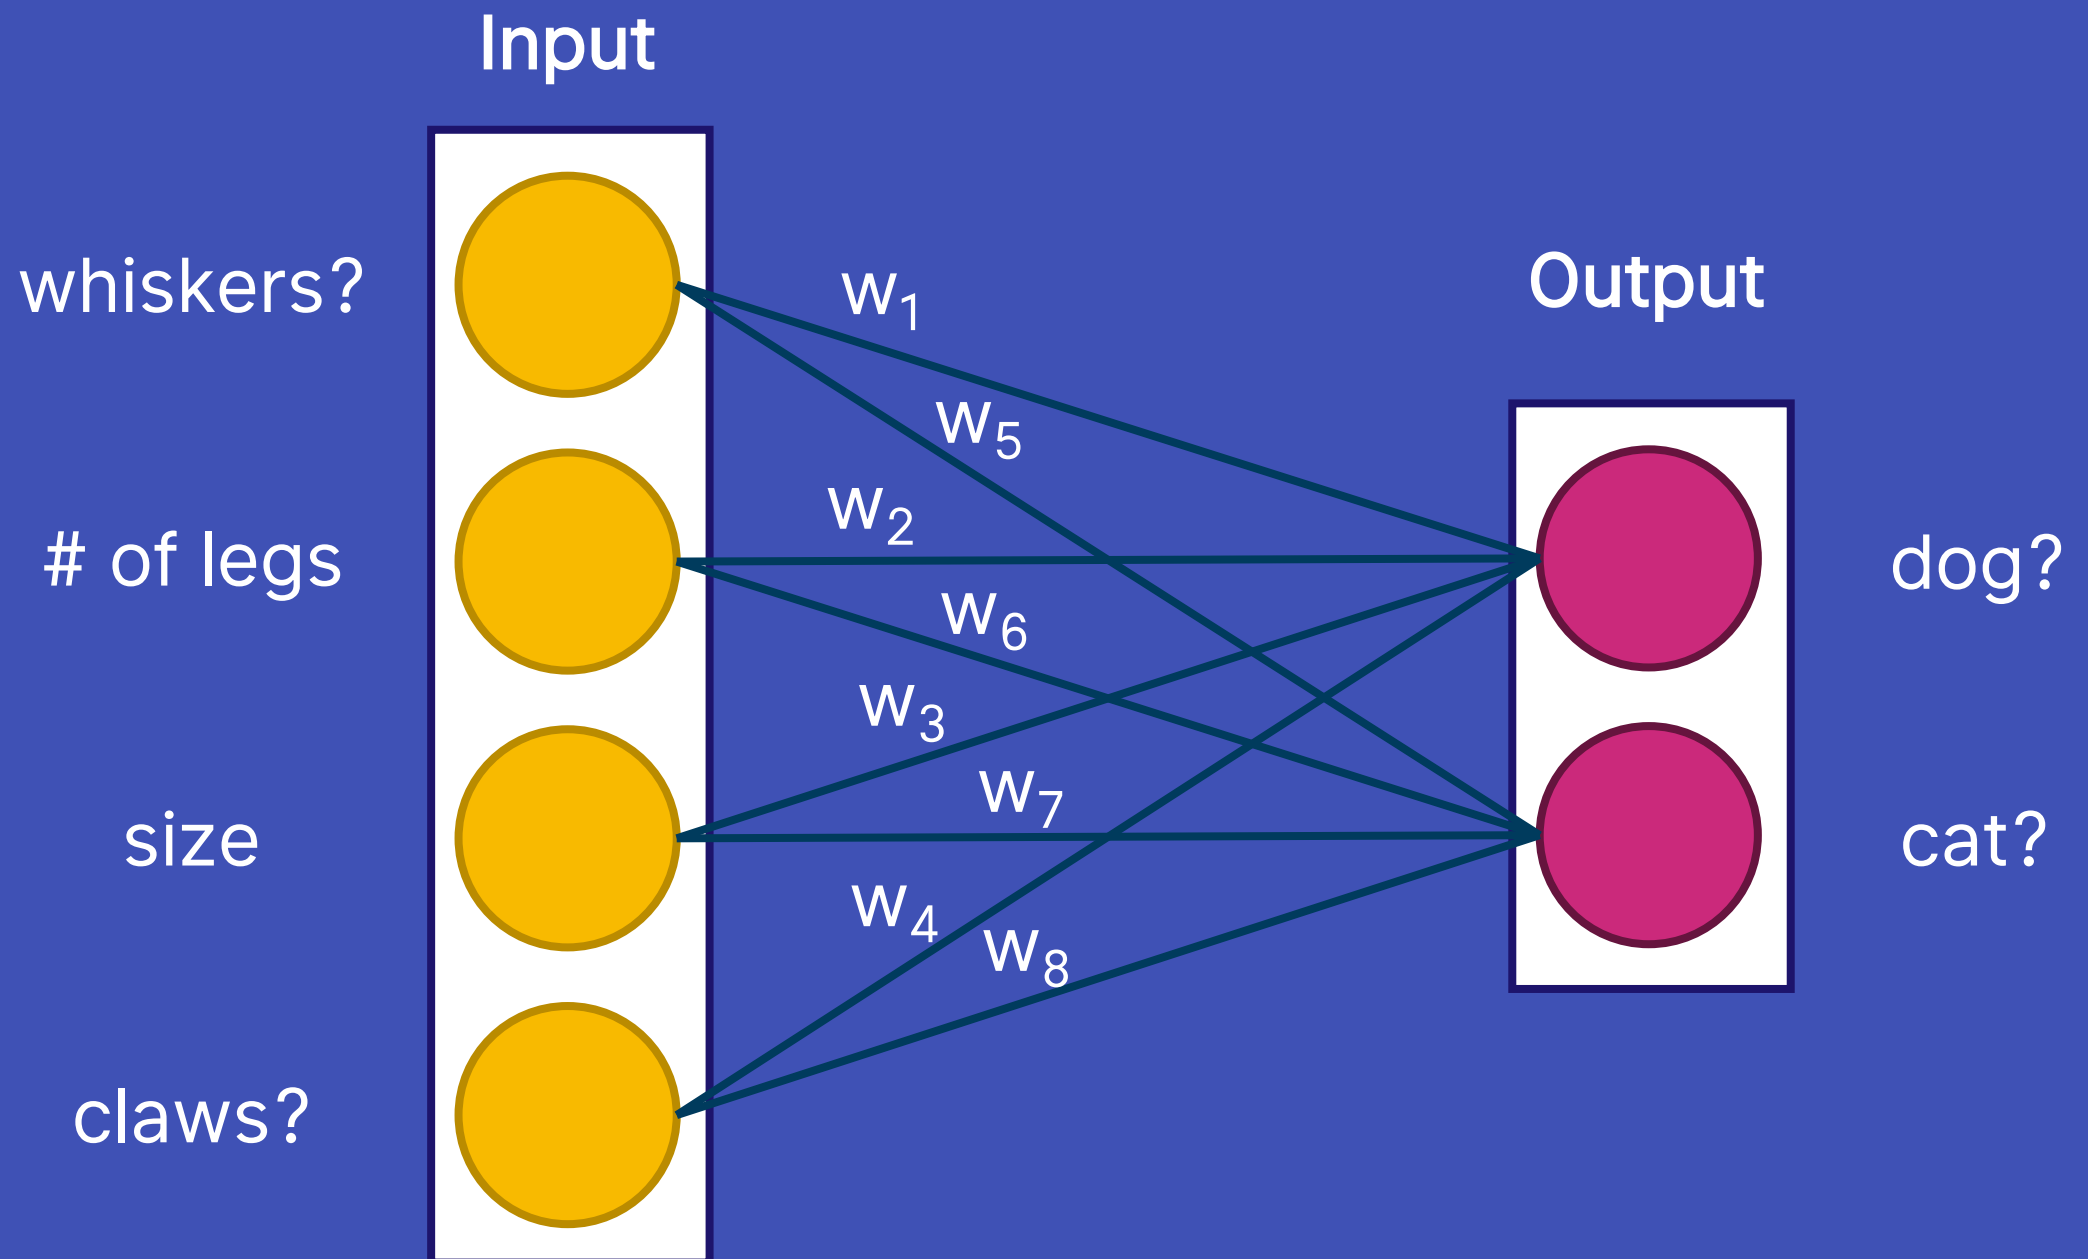 Input
Output
whiskers?
# of legs
size
claws?
w₁
w₅
w₂
w₆
w₃
w₇
w₄
w₈
dog?
cat?